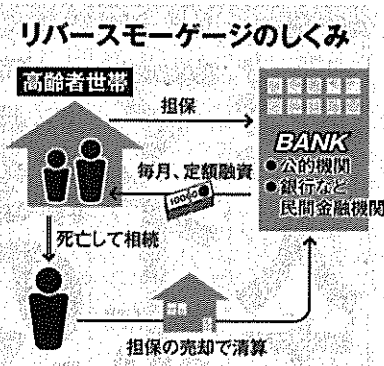 リバースモーゲージのしくみ
高齢者世帯
担保
BANK
●公的機関
●銀行など
民間金融機関
毎月、定額融資
10000
死亡して相続
担保の売却で清算